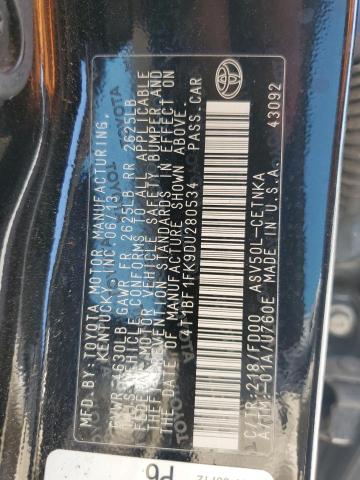 MFD. BY: TOYOTA MOTOR MANUFACTURING,
KENTUCKY, INC. 06/13
GVWR 4630LB GAWR FR 2625LB RR 2625LB
THIS VEHICLE CONFORMS TO ALL APPLICABLE
FEDERAL MOTOR VEHICLE SAFETY, BUMPER AND
THEFT PREVENTION STANDARDS IN EFFECT ON
THE DATE OF MANUFACTURE SHOWN ABOVE.
4T1BF1FK9DU280534 PASS.CAR
C/TR:218/FD00 ASV50L-CETNKA
A/TM:-01A/U760E MADE IN U.S.A.
43092
Pb